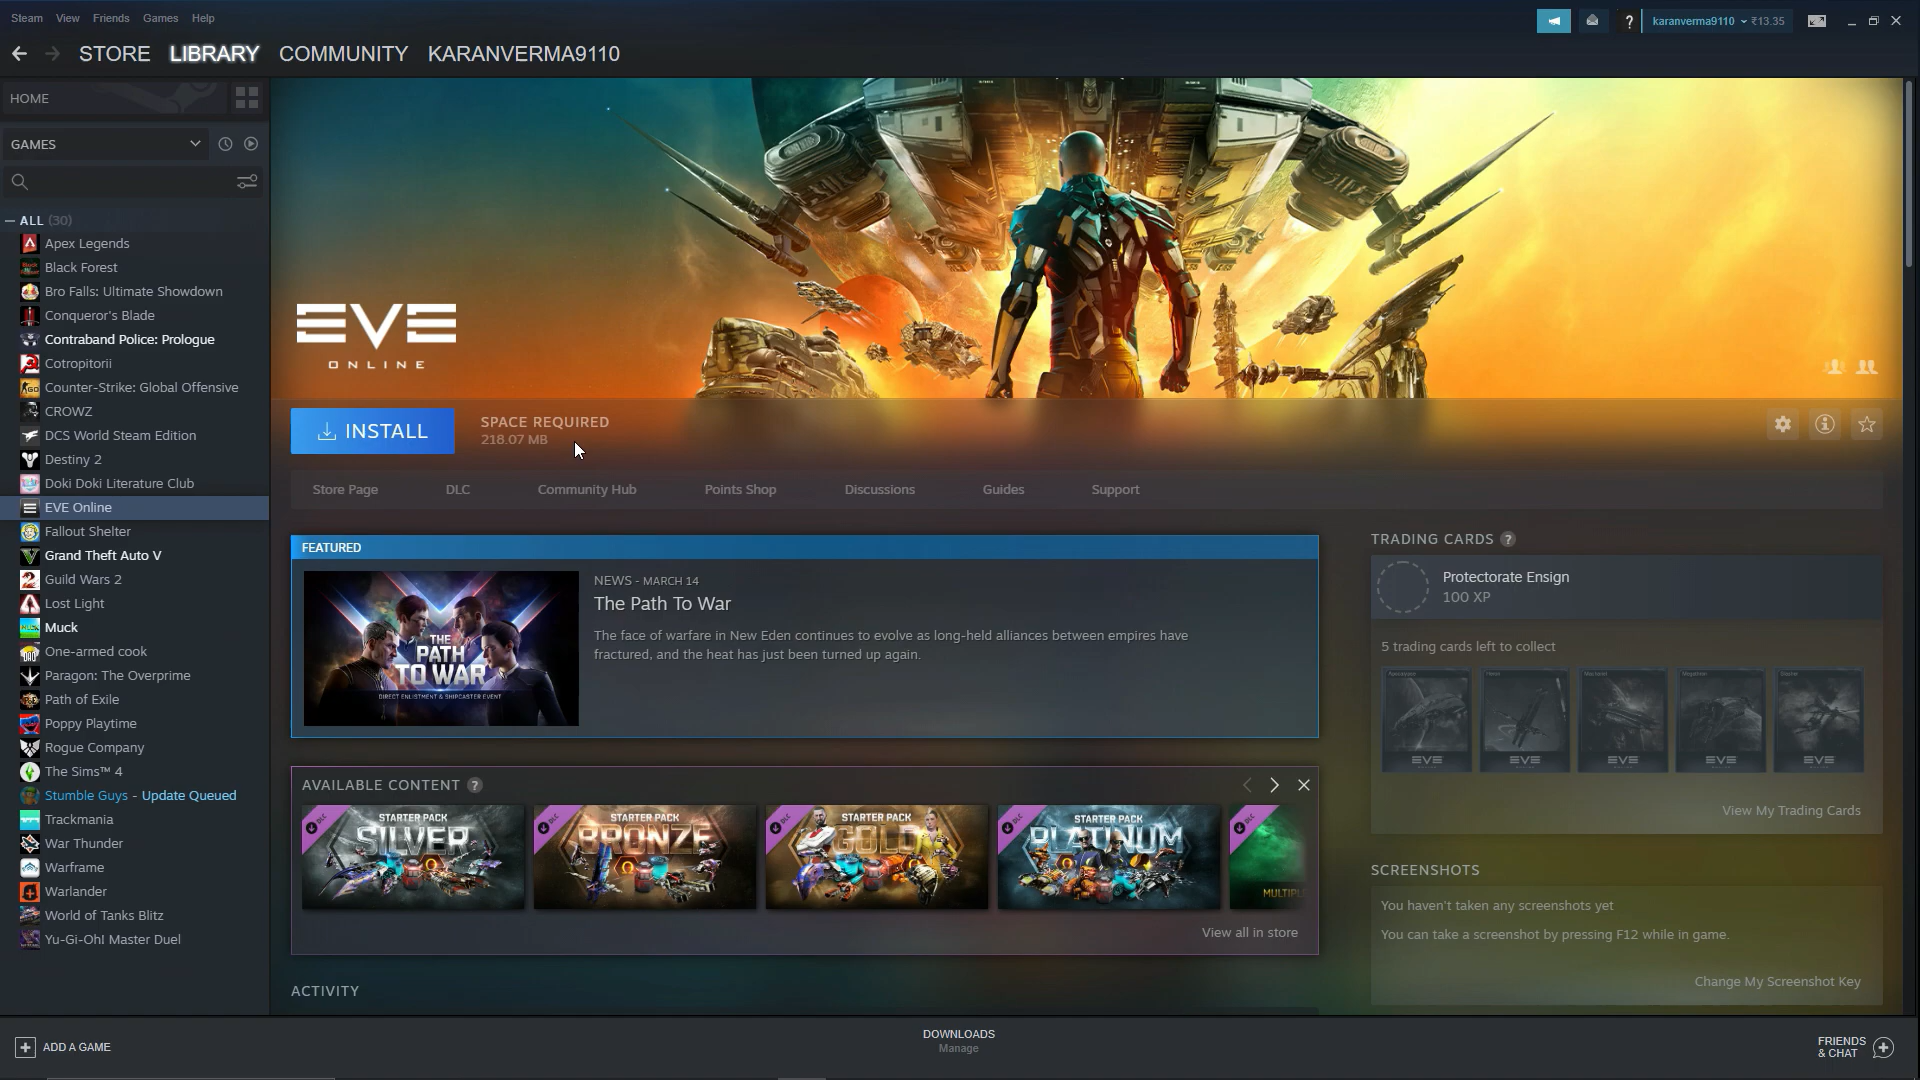 Steam View Friends Games Help
? karanverma9110 ₹13.35
STORE LIBRARY COMMUNITY KARANVERMA9110
HOME
GAMES
ALL (30)
Apex Legends
Black Forest
Bro Falls: Ultimate Showdown
Conqueror's Blade
Contraband Police: Prologue
Cotropitorii
Counter-Strike: Global Offensive
CROWZ
DCS World Steam Edition
Destiny 2
Doki Doki Literature Club
EVE Online
Fallout Shelter
Grand Theft Auto V
Guild Wars 2
Lost Light
Muck
One-armed cook
Paragon: The Overprime
Path of Exile
Poppy Playtime
Rogue Company
The Sims™ 4
Stumble Guys - Update Queued
Trackmania
War Thunder
Warframe
Warlander
World of Tanks Blitz
Yu-Gi-Oh! Master Duel
EVE
ONLINE
INSTALL
SPACE REQUIRED
218.07 MB
Store Page DLC Community Hub Points Shop Discussions Guides Support
FEATURED
THE
PATH
TO WAR
DIRECT ENLISTMENT & SHIPCASTER EVENT
NEWS - MARCH 14
The Path To War
The face of warfare in New Eden continues to evolve as long-held alliances between empires have
fractured, and the heat has just been turned up again.
AVAILABLE CONTENT ?
DLC
STARTER PACK
SILVER
DLC
STARTER PACK
BRONZE
DLC
STARTER PACK
GOLD
DLC
STARTER PACK
PLATINUM
DLC
MULTIPL
View all in store
ACTIVITY
TRADING CARDS ?
Protectorate Ensign
100 XP
5 trading cards left to collect
EVE EVE EVE EVE EVE
View My Trading Cards
SCREENSHOTS
You haven't taken any screenshots yet
You can take a screenshot by pressing F12 while in game.
Change My Screenshot Key
ADD A GAME
DOWNLOADS
Manage
FRIENDS
& CHAT